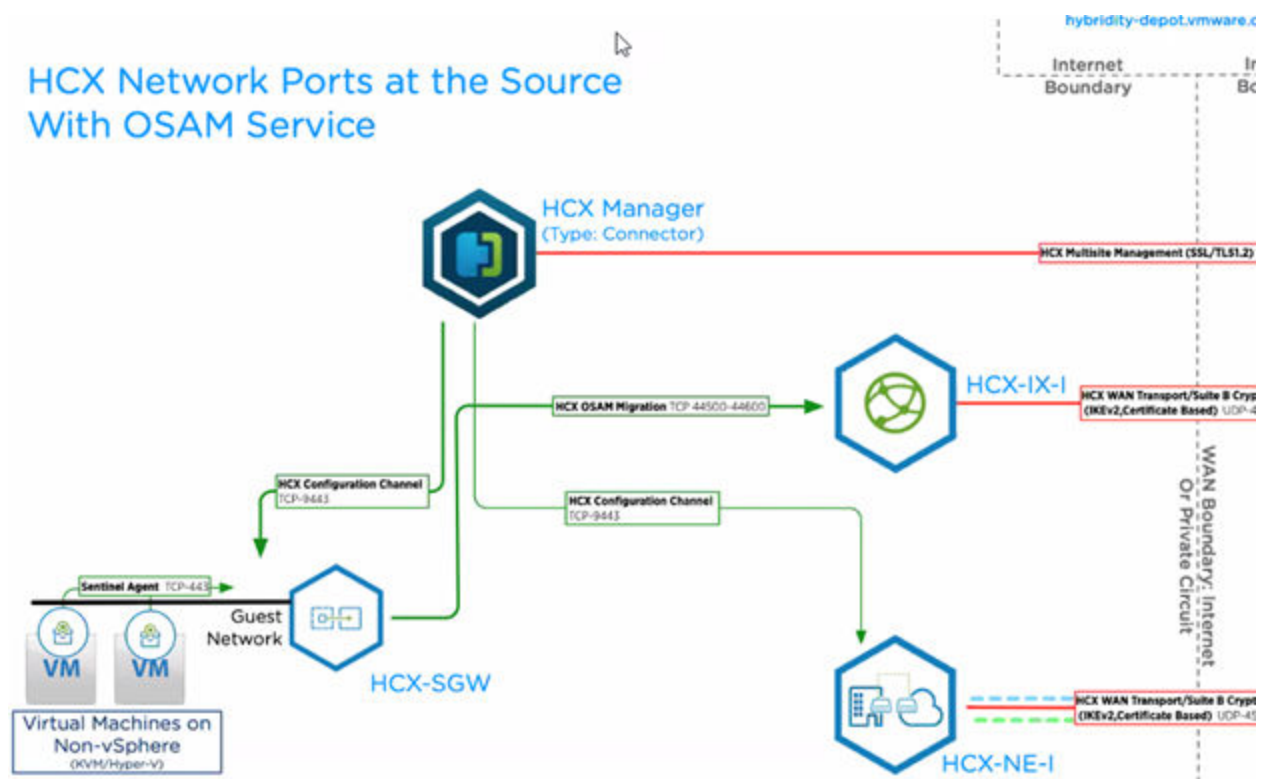 hybridity-depot.vmware.c
HCX Network Ports at the Source
With OSAM Service
Internet
Boundary
HCX Manager
(Type: Connector)
HCX Multisite Management (SSL/TLS1.2)
HCX-IX-I
HCX OSAM Migration TCP 44500-44600
HCX WAN Transport/Suite B Cryp
(IKEv2,Certificate Based) UDP-4
HCX Configuration Channel
TCP-9443
HCX Configuration Channel
TCP-9443
WAN Boundary: Internet
Or Private Circuit
Sentinel Agent TCP-443
Guest
Network
VM
VM
HCX-SGW
Virtual Machines on
Non-vSphere
(KVM/Hyper-V)
HCX WAN Transport/Suite B Crypt
(IKEv2,Certificate Based) UDP-45
HCX-NE-I